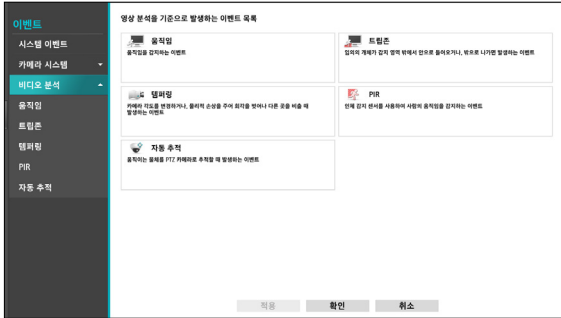 이벤트
시스템 이벤트
카메라 시스템
비디오 분석
움직임
트립존
템퍼링
PIR
자동 추적
영상 분석을 기준으로 발생하는 이벤트 목록
움직임
움직임을 감지하는 이벤트
트립존
임의의 개체가 감지 영역 밖에서 안으로 들어오거나, 밖으로 나가면 발생하는 이벤트
템퍼링
카메라 각도를 변경하거나, 물리적 손상을 주어 회각을 벗어나 다른 곳을 비출 때
발생하는 이벤트
PIR
인체 감지 센서를 사용하여 사람의 움직임을 감지하는 이벤트
자동 추적
움직이는 물체를 PTZ 카메라로 추적할 때 발생하는 이벤트
적용
확인
취소